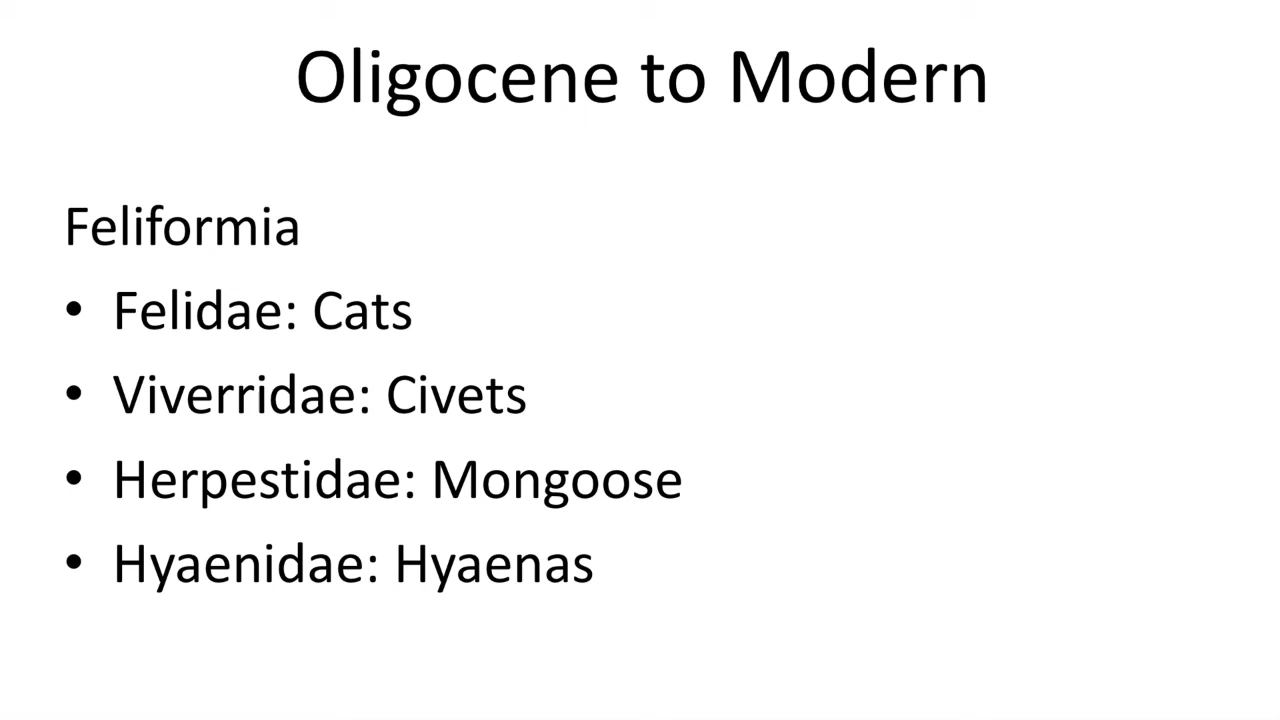 Oligocene to Modern
Feliformia
• Felidae: Cats
• Viverridae: Civets
• Herpestidae: Mongoose
• Hyaenidae: Hyaenas